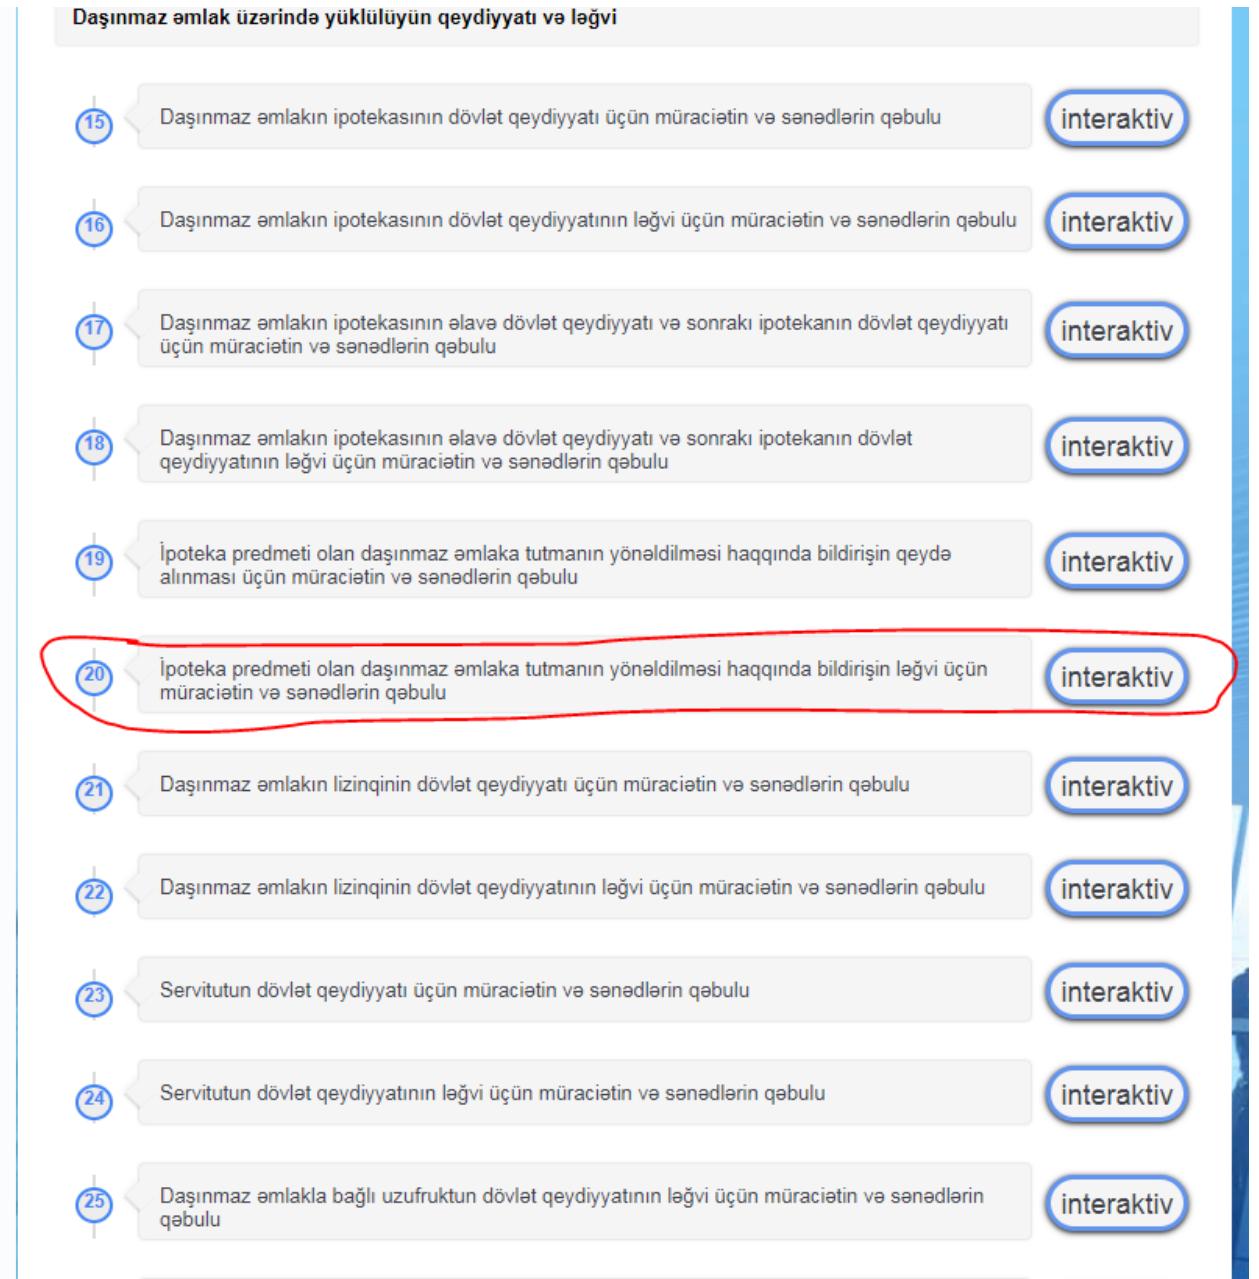 Daşınmaz əmlak üzərində yüklülüyün qeydiyyatı və ləğvi
15
Daşınmaz əmlakın ipotekasının dövlət qeydiyyatı üçün müraciətin və sənədlərin qəbulu
interaktiv
16
Daşınmaz əmlakın ipotekasının dövlət qeydiyyatının ləğvi üçün müraciətin və sənədlərin qəbulu
interaktiv
17
Daşınmaz əmlakın ipotekasının əlavə dövlət qeydiyyatı və sonrakı ipotekanın dövlət qeydiyyatı
üçün müraciətin və sənədlərin qəbulu
interaktiv
18
Daşınmaz əmlakın ipotekasının əlavə dövlət qeydiyyatı və sonrakı ipotekanın dövlət
qeydiyyatının ləğvi üçün müraciətin və sənədlərin qəbulu
interaktiv
19
İpoteka predmeti olan daşınmaz əmlaka tutmanın yönəldilməsi haqqında bildirişin qeydə
alınması üçün müraciətin və sənədlərin qəbulu
interaktiv
20
İpoteka predmeti olan daşınmaz əmlaka tutmanın yönəldilməsi haqqında bildirişin ləğvi üçün
müraciətin və sənədlərin qəbulu
interaktiv
21
Daşınmaz əmlakın lizinqinin dövlət qeydiyyatı üçün müraciətin və sənədlərin qəbulu
interaktiv
22
Daşınmaz əmlakın lizinqinin dövlət qeydiyyatının ləğvi üçün müraciətin və sənədlərin qəbulu
interaktiv
23
Servitutun dövlət qeydiyyatı üçün müraciətin və sənədlərin qəbulu
interaktiv
24
Servitutun dövlət qeydiyyatının ləğvi üçün müraciətin və sənədlərin qəbulu
interaktiv
25
Daşınmaz əmlakla bağlı uzufruktun dövlət qeydiyyatının ləğvi üçün müraciətin və sənədlərin
qəbulu
interaktiv